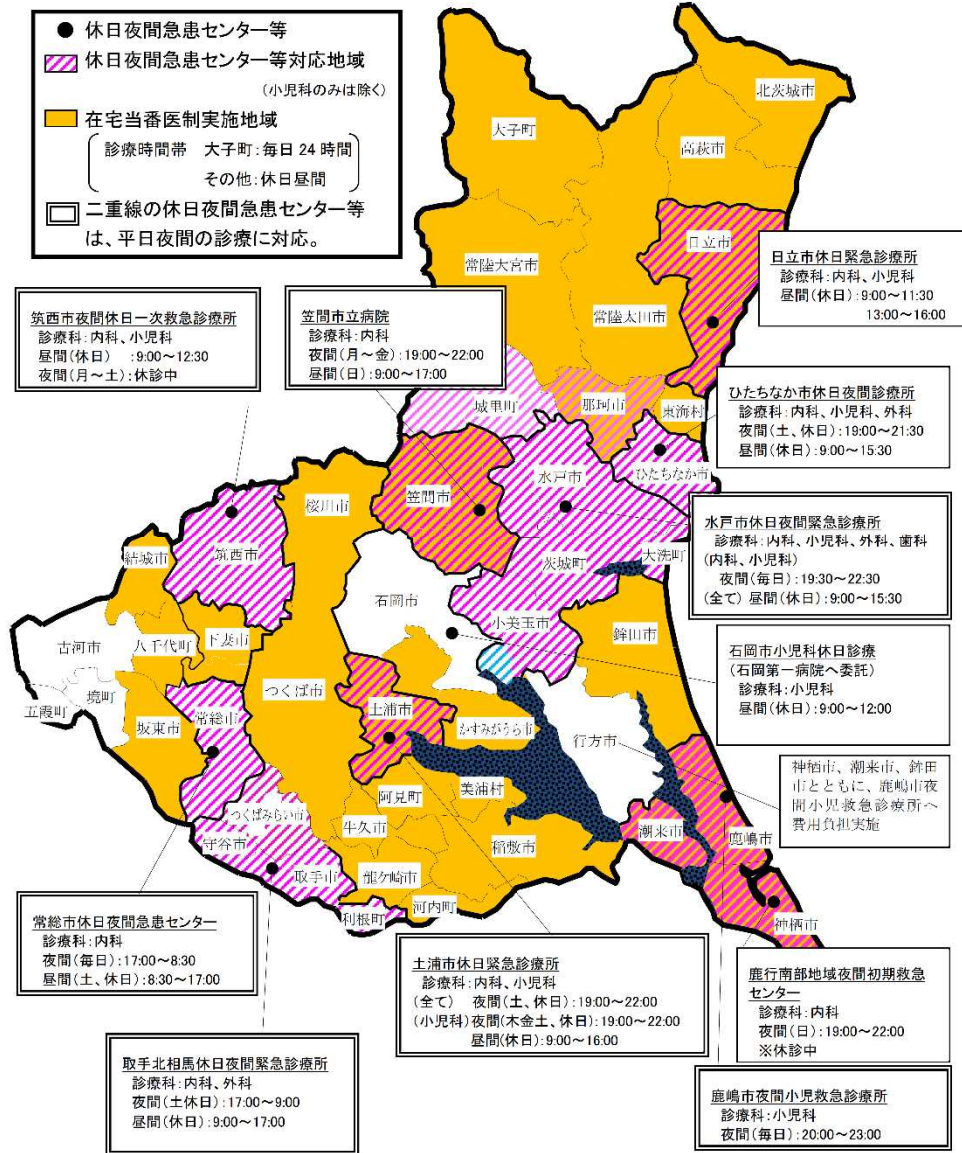 休日夜間急患センター等
休日夜間急患センター等対応地域
(小児科のみは除く)
在宅当番医制実施地域
診療時間帯 大子町:毎日24時間
その他:休日昼間
二重線の休日夜間急患センター等
は、平日夜間の診療に対応。
北茨城市
大子町
高萩市
日立市
常陸大宮市
常陸太田市
日立市休日緊急診療所
診療科:内科、小児科
昼間(休日):9:00~11:30
13:00~16:00
筑西市夜間休日一次救急診療所
診療科:内科、小児科
昼間(休日) :9:00~12:30
夜間(月~土):休診中
笠間市立病院
診療科:内科
夜間(月~金):19:00~22:00
昼間(日):9:00~17:00
ひたちなか市休日夜間診療所
診療科:内科、小児科、外科
夜間(土、休日):19:00~21:30
昼間(休日):9:00~15:30
城里町
那珂市
東海村
水戸市
ひたちなか市
笠間市
桜川市
筑西市
結城市
茨城町
大洗町
水戸市休日夜間緊急診療所
診療科:内科、小児科、外科、歯科
(内科、小児科)
夜間(毎日):19:30~22:30
(全て) 昼間(休日):9:00~15:30
石岡市
小美玉市
鉾田市
古河市
八千代町
下妻市
石岡市小児科休日診療
(石岡第一病院へ委託)
診療科:小児科
昼間(休日):9:00~12:00
五霞町
境町
坂東市
常総市
つくば市
土浦市
かすみがうら市
行方市
神栖市、潮来市、鉾田
市とともに、鹿嶋市夜
間小児救急診療所へ
費用負担実施
つくばみらい市
阿見町
美浦村
牛久市
守谷市
取手市
龍ケ崎市
稲敷市
潮来市
鹿嶋市
利根町
河内町
神栖市
常総市休日夜間急患センター
診療科:内科
夜間(毎日):17:00~8:30
昼間(土、休日):8:30~17:00
土浦市休日緊急診療所
診療科:内科、小児科
(全て) 夜間(土、休日):19:00~22:00
(小児科)夜間(木金土、休日):19:00~22:00
昼間(休日):9:00~16:00
鹿行南部地域夜間初期救急
センター
診療科:内科
夜間(日):19:00~22:00
※休診中
取手北相馬休日夜間緊急診療所
診療科:内科、外科
夜間(土休日):17:00~9:00
昼間(休日):9:00~17:00
鹿嶋市夜間小児救急診療所
診療科:小児科
夜間(毎日):20:00~23:00